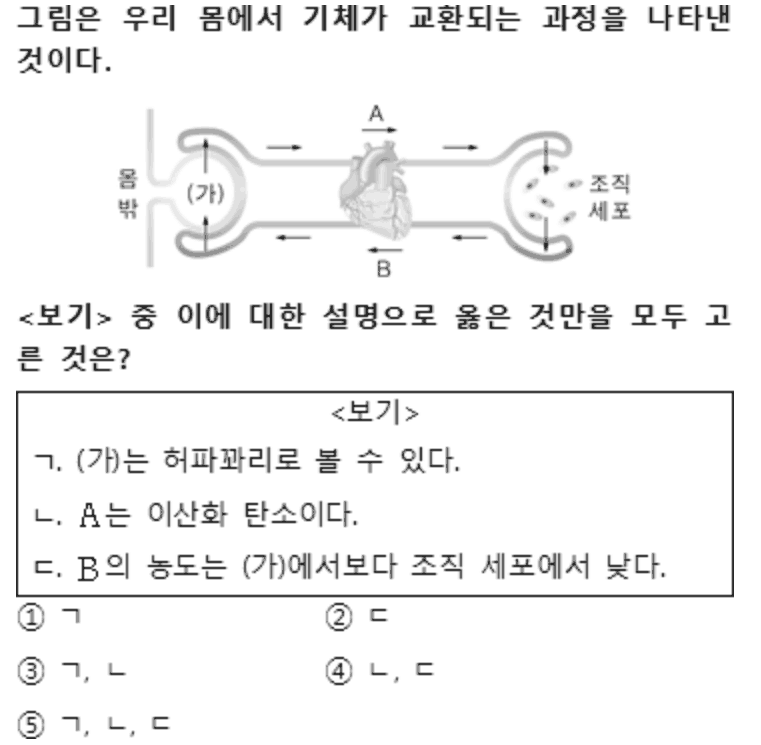 그림은 우리 몸에서 기체가 교환되는 과정을 나타낸
것이다.
A
몸
밖
(가)
조직
세포
B
<보기> 중 이에 대한 설명으로 옳은 것만을 모두 고
른 것은?
<보기>
ㄱ. (가)는 허파꽈리로 볼 수 있다.
ㄴ. A는 이산화 탄소이다.
ㄷ. B의 농도는 (가)에서보다 조직 세포에서 낮다.
① ㄱ ② ㄷ
③ ㄱ, ㄴ ④ ㄴ, ㄷ
⑤ ㄱ, ㄴ, ㄷ